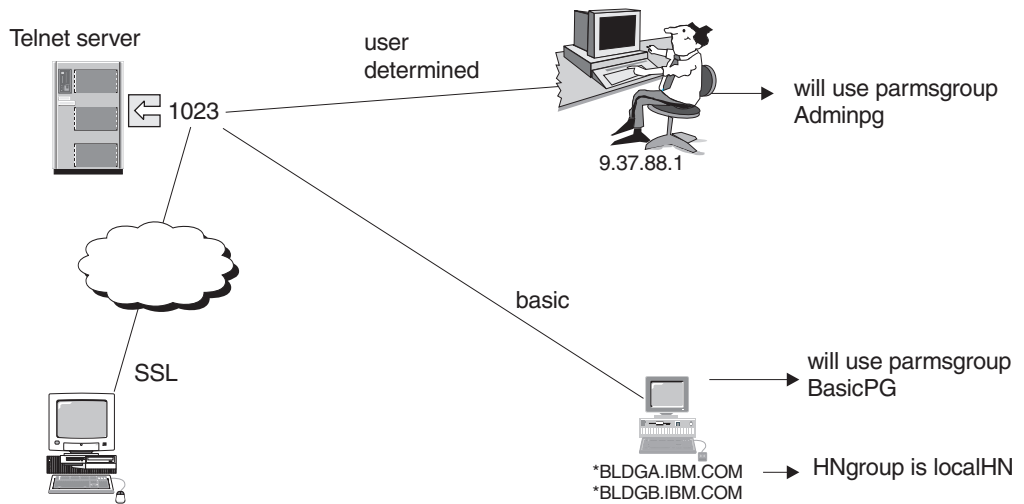 Telnet server
user
determined
will use parmsgroup
Adminpg
1023
9.37.88.1
basic
SSL
will use parmsgroup
BasicPG
*BLDGA.IBM.COM
*BLDGB.IBM.COM
HNgroup is localHN